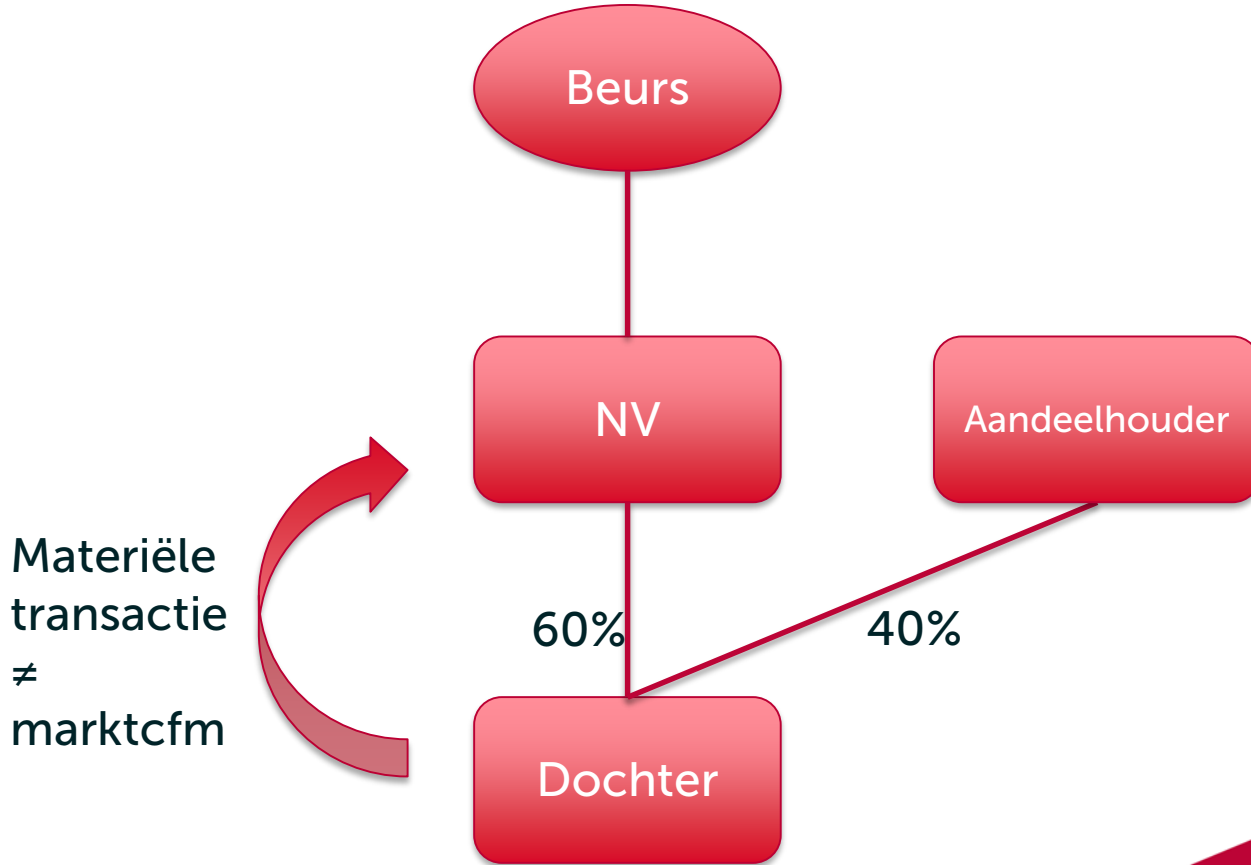 Beurs
NV
Aandeelhouder
Materiële
transactie
≠
marktcfm
60%
40%
Dochter